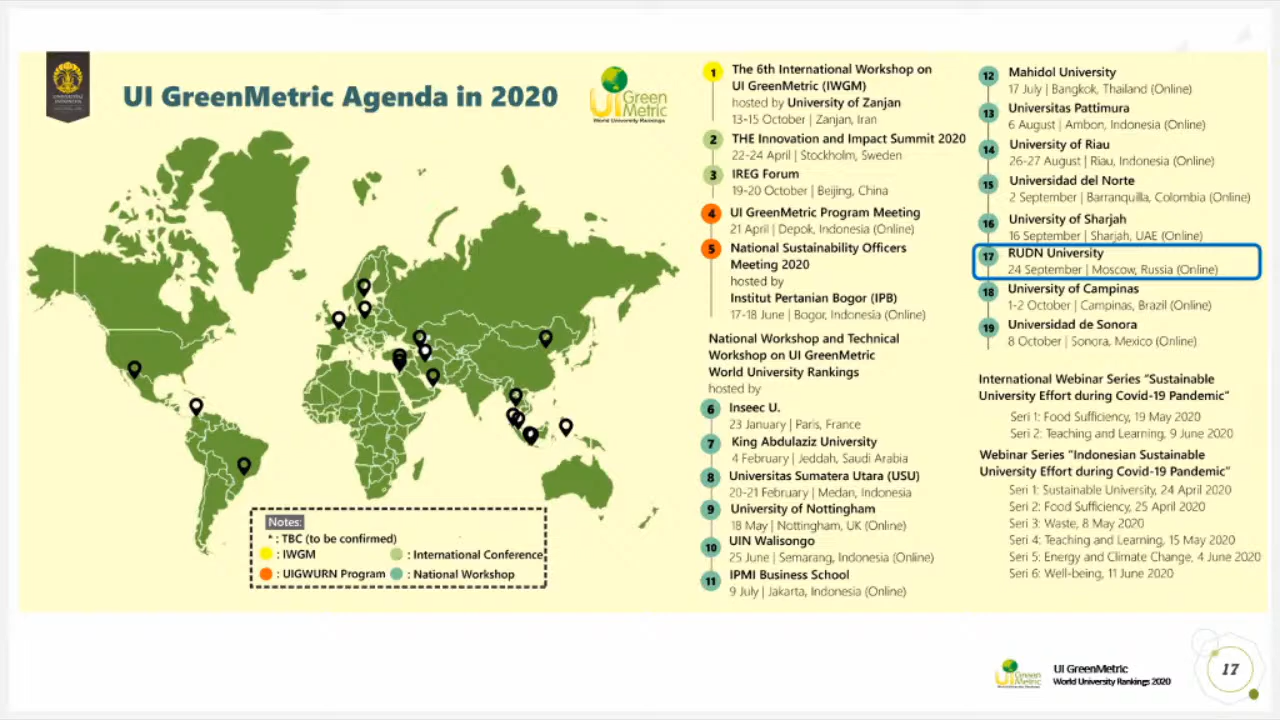 UI GreenMetric Agenda in 2020
UI Green
Metric
World University Rankings
1 The 6th International Workshop on
UI GreenMetric (IWGM)
hosted by University of Zanjan
13-15 October | Zanjan, Iran
2 THE Innovation and Impact Summit 2020
22-24 April | Stockholm, Sweden
3 IREG Forum
19-20 October | Beijing, China
4 UI GreenMetric Program Meeting
21 April | Depok, Indonesia (Online)
5 National Sustainability Officers
Meeting 2020
hosted by
Institut Pertanian Bogor (IPB)
17-18 June | Bogor, Indonesia (Online)
National Workshop and Technical
Workshop on UI GreenMetric
World University Rankings
hosted by
6 Inseec U.
23 January | Paris, France
7 King Abdulaziz University
4 February | Jeddah, Saudi Arabia
8 Universitas Sumatera Utara (USU)
20-21 February | Medan, Indonesia
9 University of Nottingham
18 May | Nottingham, UK (Online)
10 UIN Walisongo
25 June | Semarang, Indonesia (Online)
11 IPMI Business School
9 July | Jakarta, Indonesia (Online)
12 Mahidol University
17 July | Bangkok, Thailand (Online)
13 Universitas Pattimura
6 August | Ambon, Indonesia (Online)
14 University of Riau
26-27 August | Riau, Indonesia (Online)
15 Universidad del Norte
2 September | Barranquilla, Colombia (Online)
16 University of Sharjah
16 September | Sharjah, UAE (Online)
17 RUDN University
24 September | Moscow, Russia (Online)
18 University of Campinas
1-2 October | Campinas, Brazil (Online)
19 Universidad de Sonora
8 October | Sonora, Mexico (Online)
International Webinar Series "Sustainable
University Effort during Covid-19 Pandemic"
Seri 1: Food Sufficiency, 19 May 2020
Seri 2: Teaching and Learning, 9 June 2020
Webinar Series "Indonesian Sustainable
University Effort during Covid-19 Pandemic"
Seri 1: Sustainable University, 24 April 2020
Seri 2: Food Sufficiency, 25 April 2020
Seri 3: Waste, 8 May 2020
Seri 4: Teaching and Learning, 15 May 2020
Seri 5: Energy and Climate Change, 4 June 2020
Seri 6: Well-being, 11 June 2020
Notes:
* : TBC (to be confirmed)
: IWGM : International Conference
: UIGWURN Program : National Workshop
UI Green
Metric
UI GreenMetric
World University Rankings 2020
17